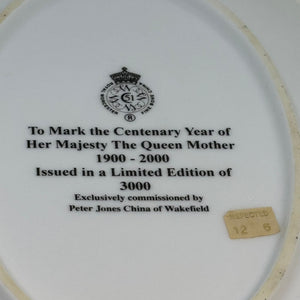 51
®
To Mark the Centenary Year of
Her Majesty The Queen Mother
1900 - 2000
Issued in a Limited Edition of
3000
Exclusively commissioned by
Peter Jones China of Wakefield
12 6